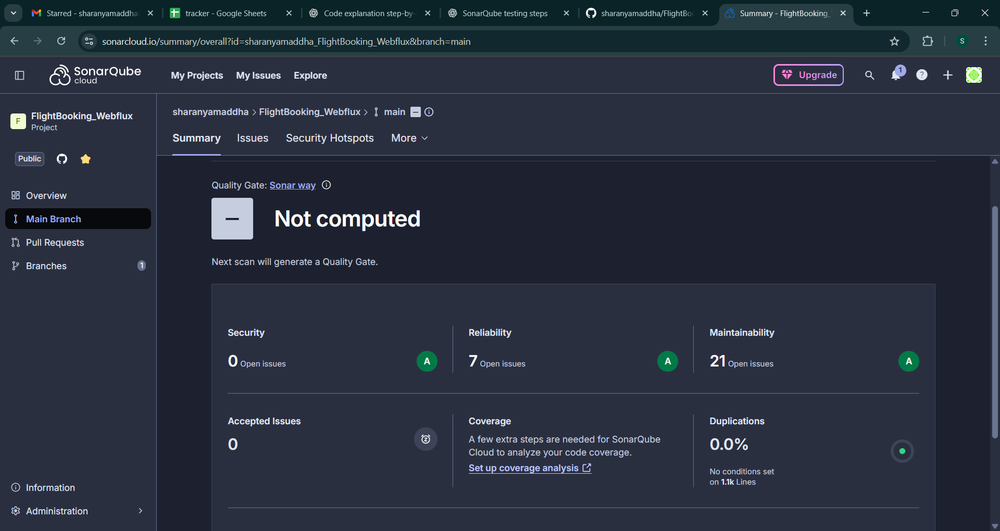 Starred - sharanyamaddha
tracker - Google Sheets
Code explanation step-by-
SonarQube testing steps
sharanyamaddha/FlightBo
Summary - FlightBooking_
sonarcloud.io/summary/overall?id=sharanyamaddha_FlightBooking_Webflux&branch=main
S
SonarQube
cloud
My Projects
My Issues
Explore
Upgrade
1
?
F
FlightBooking_Webflux
Project
Public
Overview
Main Branch
Pull Requests
Branches
1
Information
Administration
sharanyamaddha > FlightBooking_Webflux > main
Summary
Issues
Security Hotspots
More
Quality Gate: Sonar way
Not computed
Next scan will generate a Quality Gate.
Security
0 Open issues
A
Reliability
7 Open issues
A
Maintainability
21 Open issues
A
Accepted Issues
0
Coverage
A few extra steps are needed for SonarQube
Cloud to analyze your code coverage.
Set up coverage analysis
Duplications
0.0%
No conditions set
on 1.1k Lines